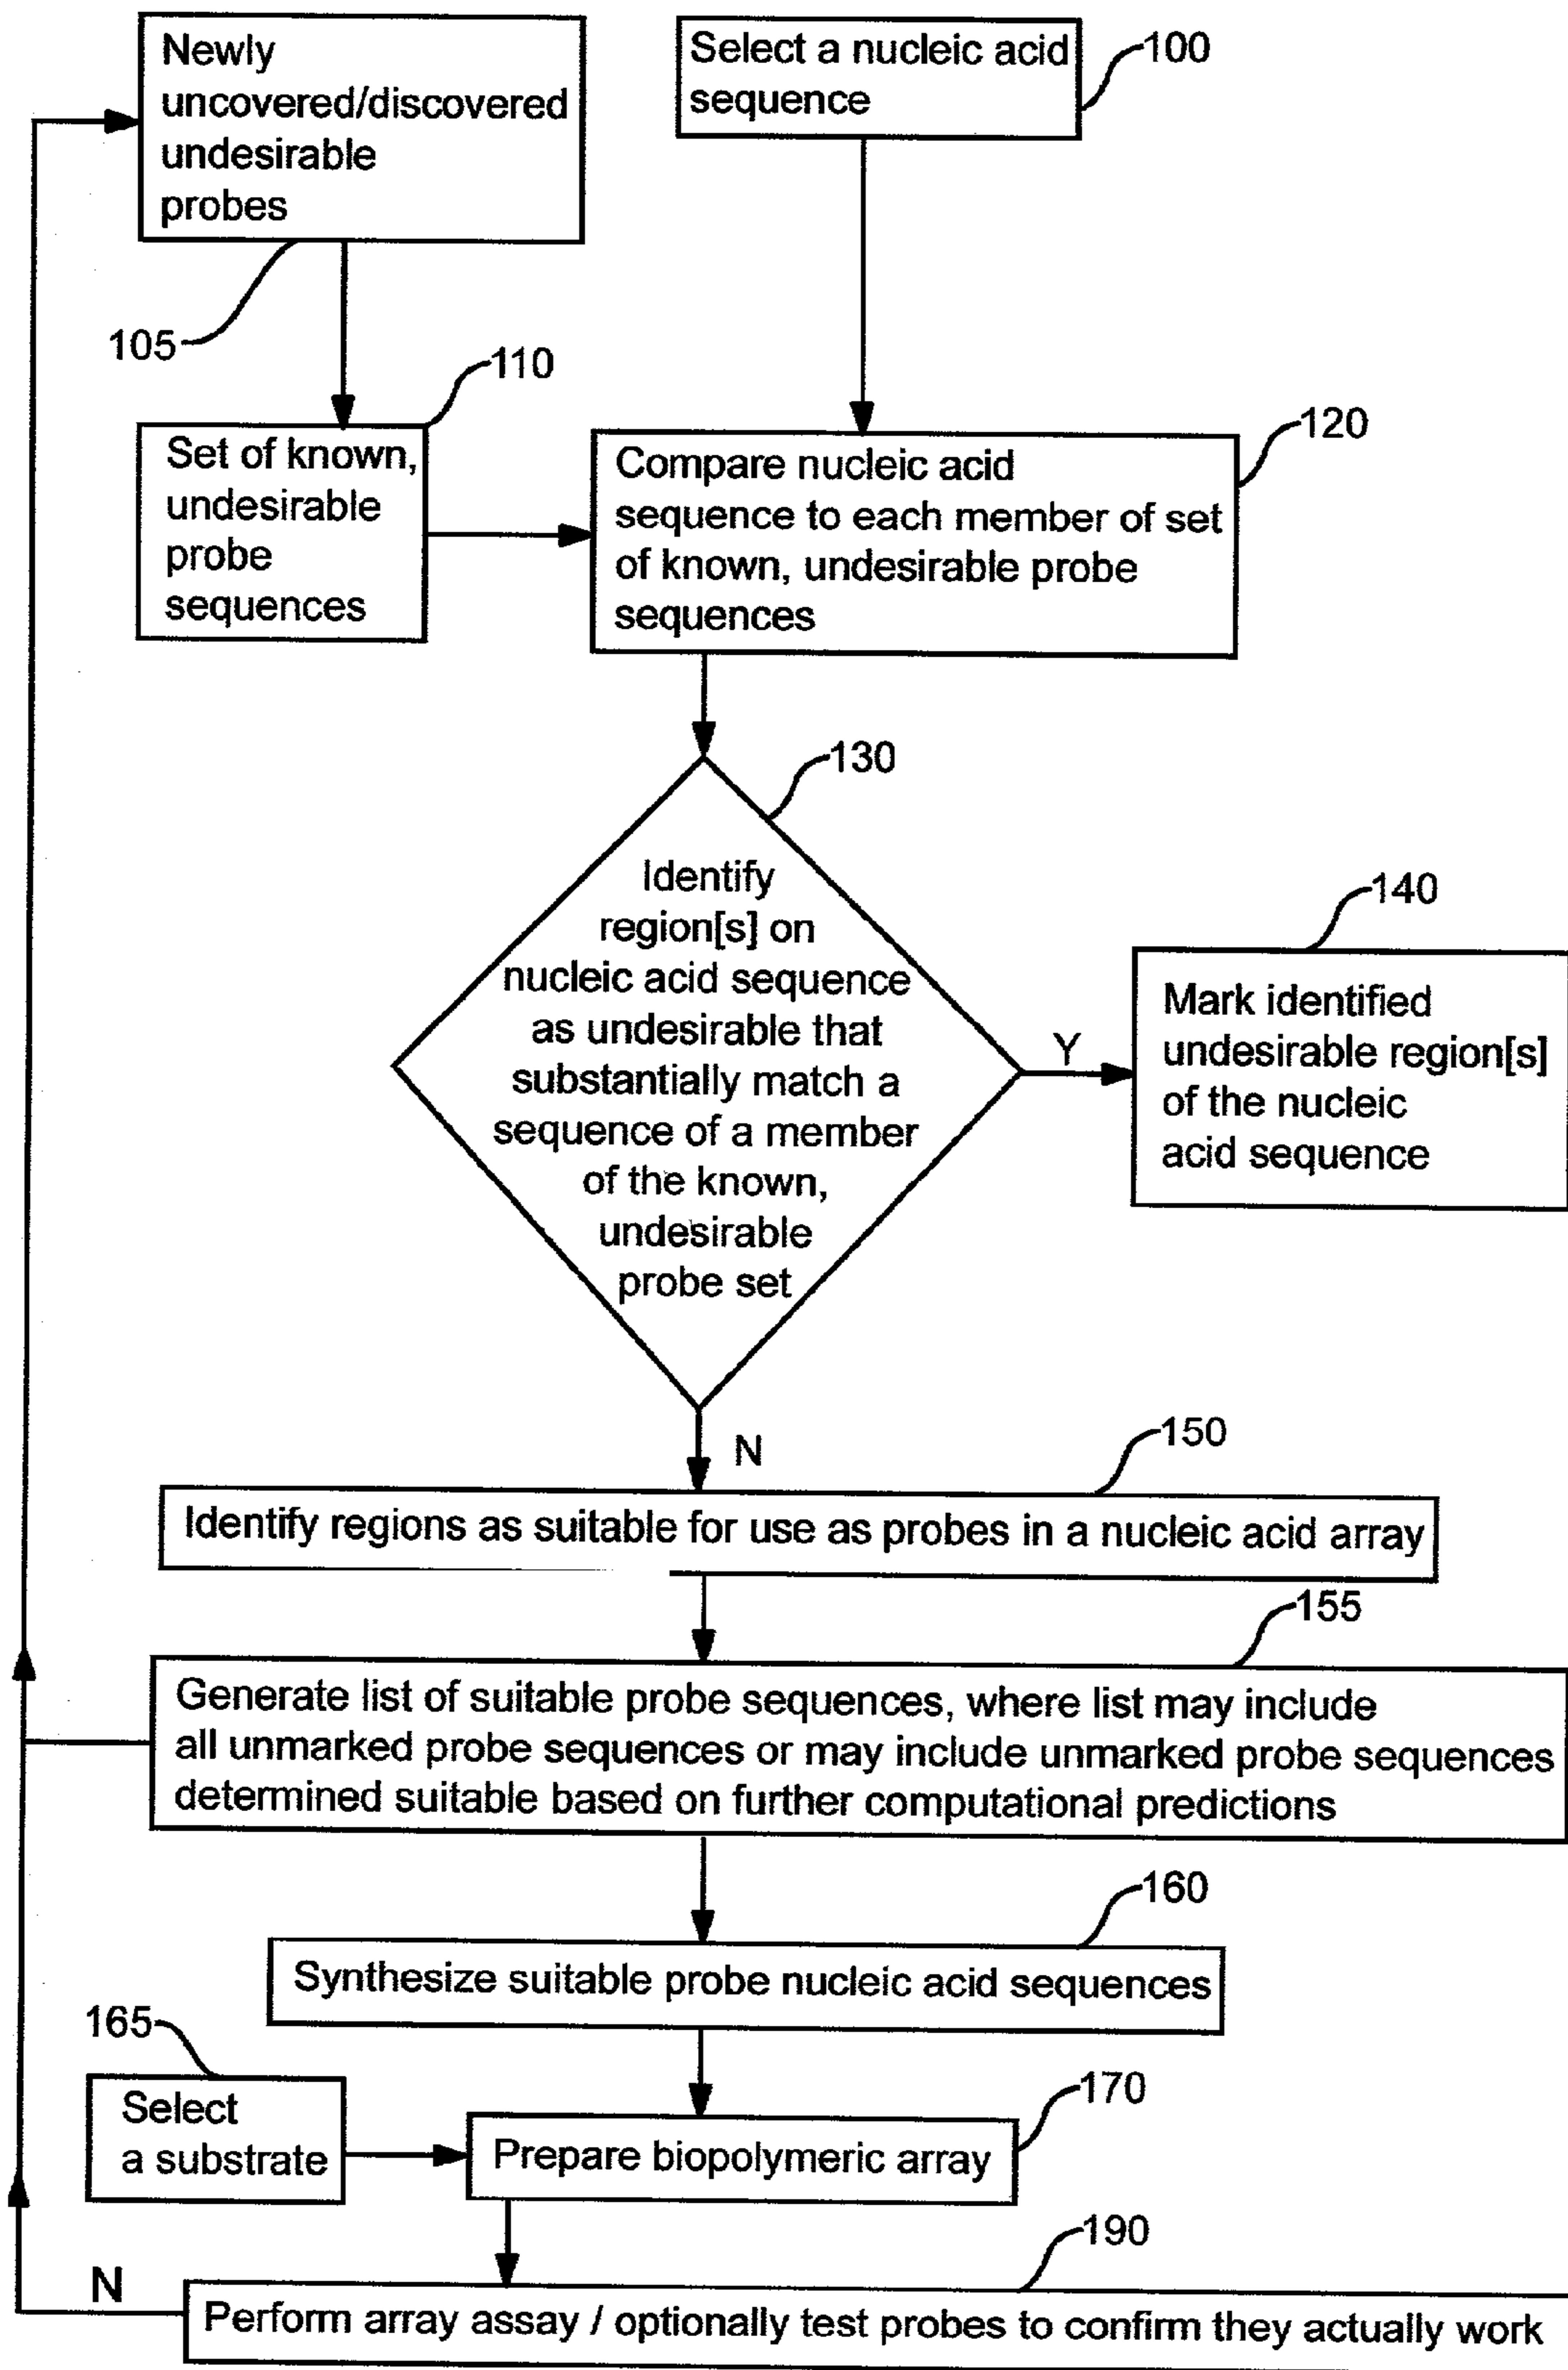 Newly
uncovered/discovered
undesirable
probes
105
Select a nucleic acid
sequence
100
110
Set of known,
undesirable
probe
sequences
120
Compare nucleic acid
sequence to each member of set
of known, undesirable probe
sequences
130
Identify
region[s] on
nucleic acid sequence
as undesirable that
substantially match a
sequence of a member
of the known,
undesirable
probe set
Y
140
Mark identified
undesirable region[s]
of the nucleic
acid sequence
N
150
Identify regions as suitable for use as probes in a nucleic acid array
155
Generate list of suitable probe sequences, where list may include
all unmarked probe sequences or may include unmarked probe sequences
determined suitable based on further computational predictions
160
Synthesize suitable probe nucleic acid sequences
165
Select
a substrate
170
Prepare biopolymeric array
190
N
Perform array assay / optionally test probes to confirm they actually work